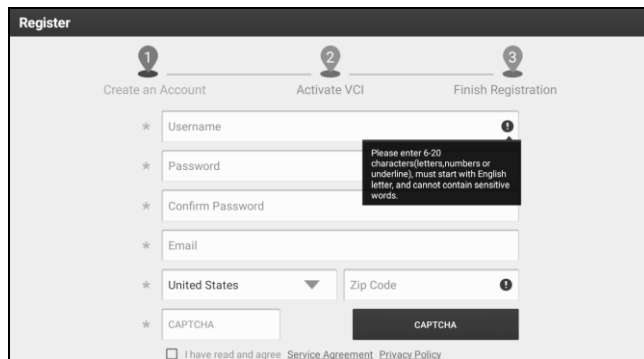 Register
1 2 3
Create an Account Activate VCI Finish Registration
* Username
Please enter 6-20
characters(letters,numbers or
underline), must start with English
letter, and cannot contain sensitive
words.
* Password
* Confirm Password
* Email
* United States Zip Code
* CAPTCHA CAPTCHA
I have read and agree Service Agreement Privacy Policy